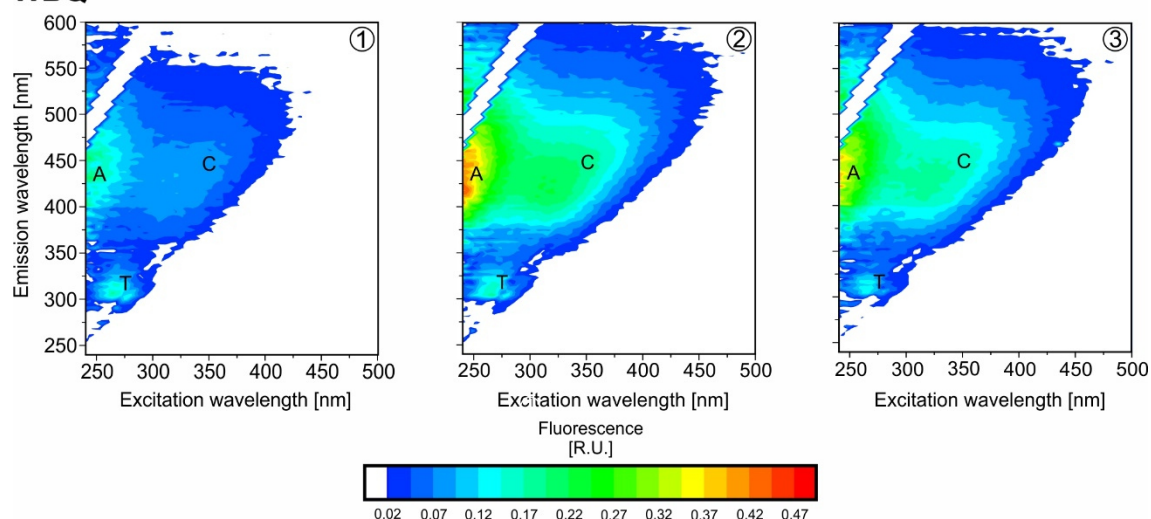 600
550
500
450
400
350
300
250
Emission wavelength [nm]
A
C
T
①
250 300 350 400 450 500
Excitation wavelength [nm]
A
C
T
②
250 300 350 400 450 500
Excitation wavelength [nm]
A
C
T
③
250 300 350 400 450 500
Excitation wavelength [nm]
Fluorescence
[R.U.]
0.02 0.07 0.12 0.17 0.22 0.27 0.32 0.37 0.42 0.47